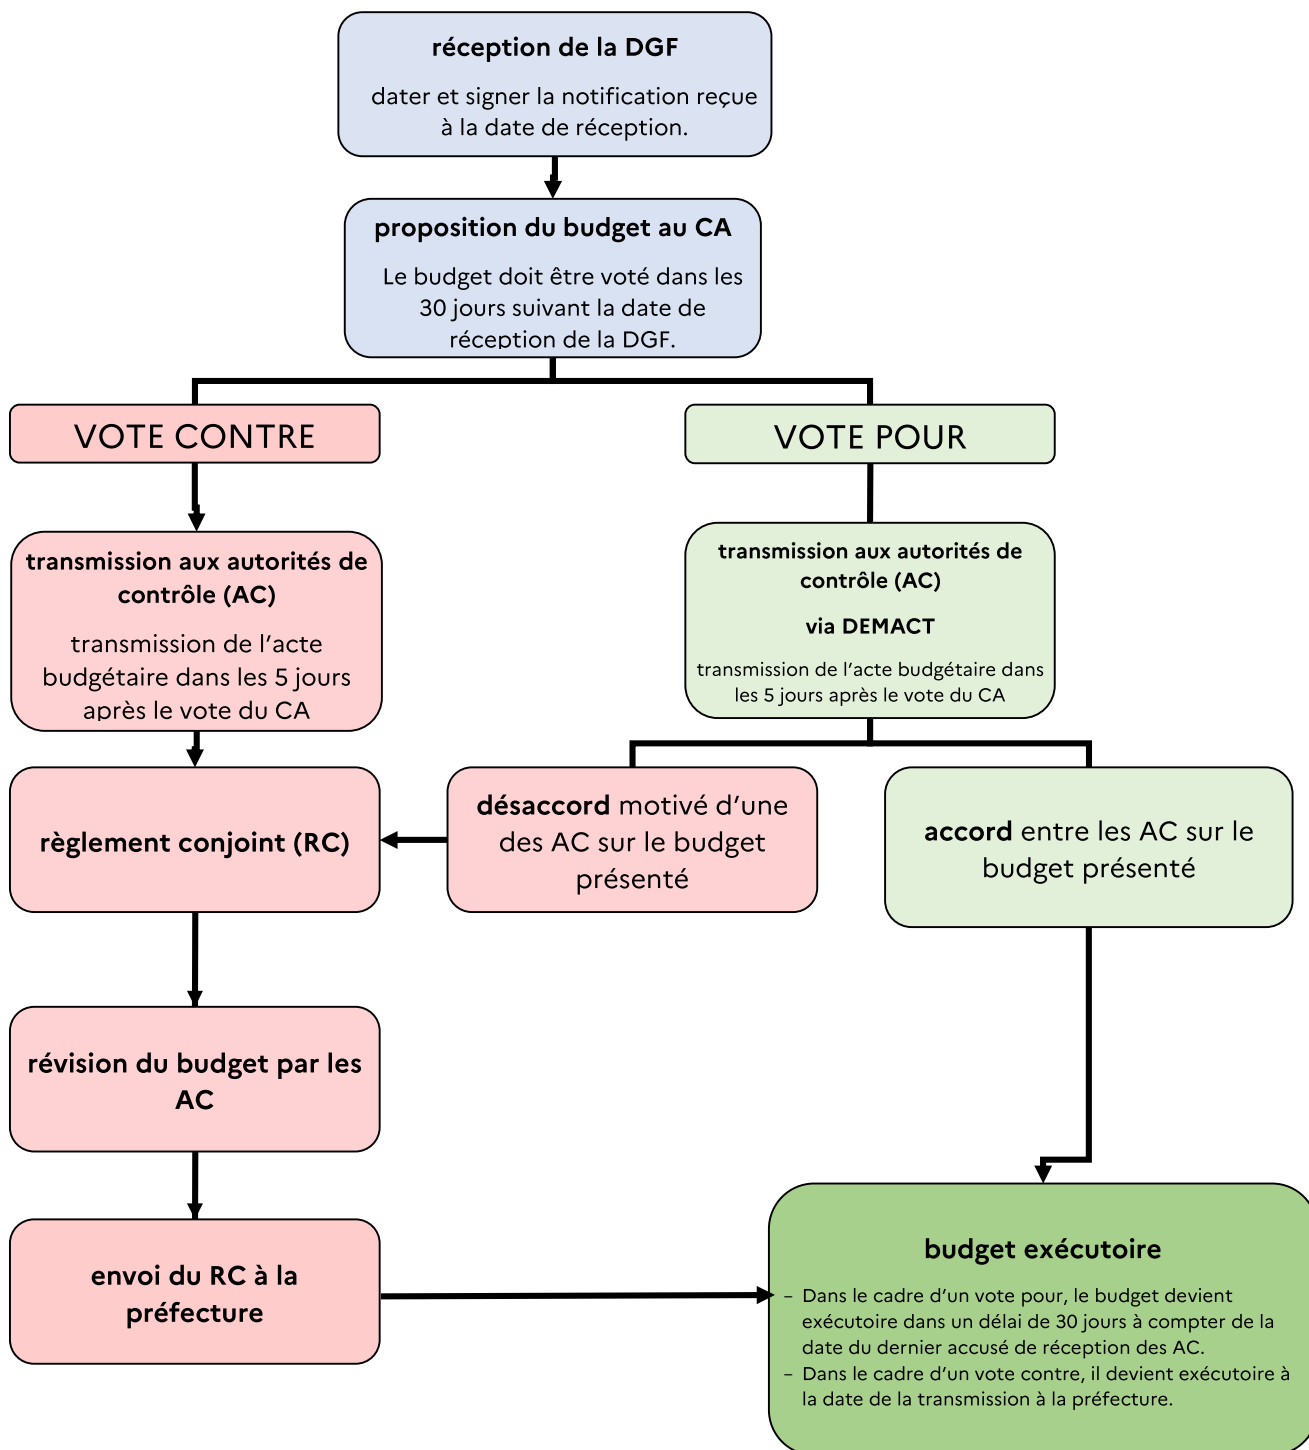 réception de la DGF
dater et signer la notification reçue
à la date de réception.
proposition du budget au CA
Le budget doit être voté dans les
30 jours suivant la date de
réception de la DGF.
VOTE CONTRE
VOTE POUR
transmission aux autorités de
contrôle (AC)
transmission de l’acte
budgétaire dans les 5 jours
après le vote du CA
transmission aux autorités de
contrôle (AC)
via DEMACT
transmission de l’acte budgétaire dans
les 5 jours après le vote du CA
règlement conjoint (RC)
désaccord motivé d’une
des AC sur le budget
présenté
accord entre les AC sur le
budget présenté
révision du budget par les
AC
envoi du RC à la
préfecture
budget exécutoire
– Dans le cadre d’un vote pour, le budget devient
exécutoire dans un délai de 30 jours à compter de la
date du dernier accusé de réception des AC.
– Dans le cadre d’un vote contre, il devient exécutoire à
la date de la transmission à la préfecture.